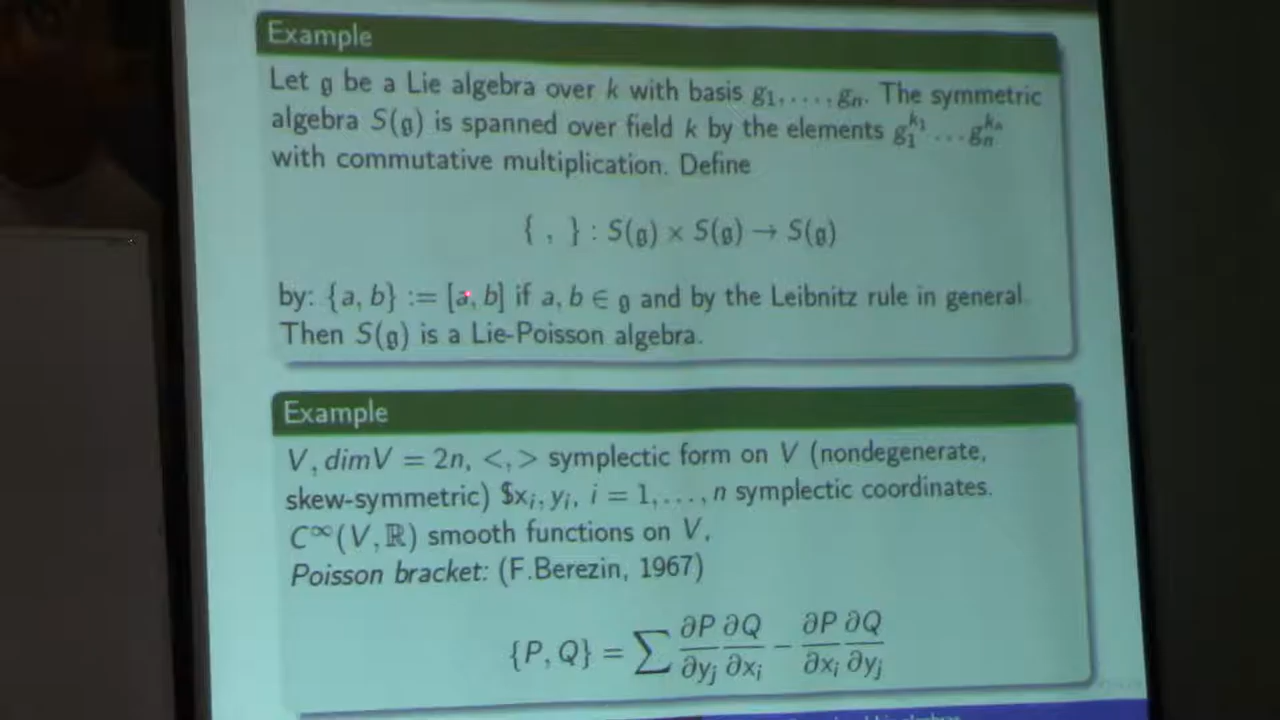 Example
Let 𝔤 be a Lie algebra over k with basis g₁, . . . , gₙ. The symmetric
algebra S(𝔤) is spanned over field k by the elements g₁^{k₁} . . . gₙ^{kₙ}
with commutative multiplication. Define
{ , } : S(𝔤) × S(𝔤) → S(𝔤)
by: {a, b} := [a, b] if a, b ∈ 𝔤 and by the Leibnitz rule in general.
Then S(𝔤) is a Lie-Poisson algebra.
Example
V, dimV = 2n, <, > symplectic form on V (nondegenerate,
skew-symmetric) $xᵢ, yᵢ, i = 1, . . . , n symplectic coordinates.
C^∞(V, ℝ) smooth functions on V,
Poisson bracket: (F.Berezin, 1967)
{P, Q} = ∑ ∂P/∂yⱼ ∂Q/∂xᵢ − ∂P/∂xᵢ ∂Q/∂yⱼ